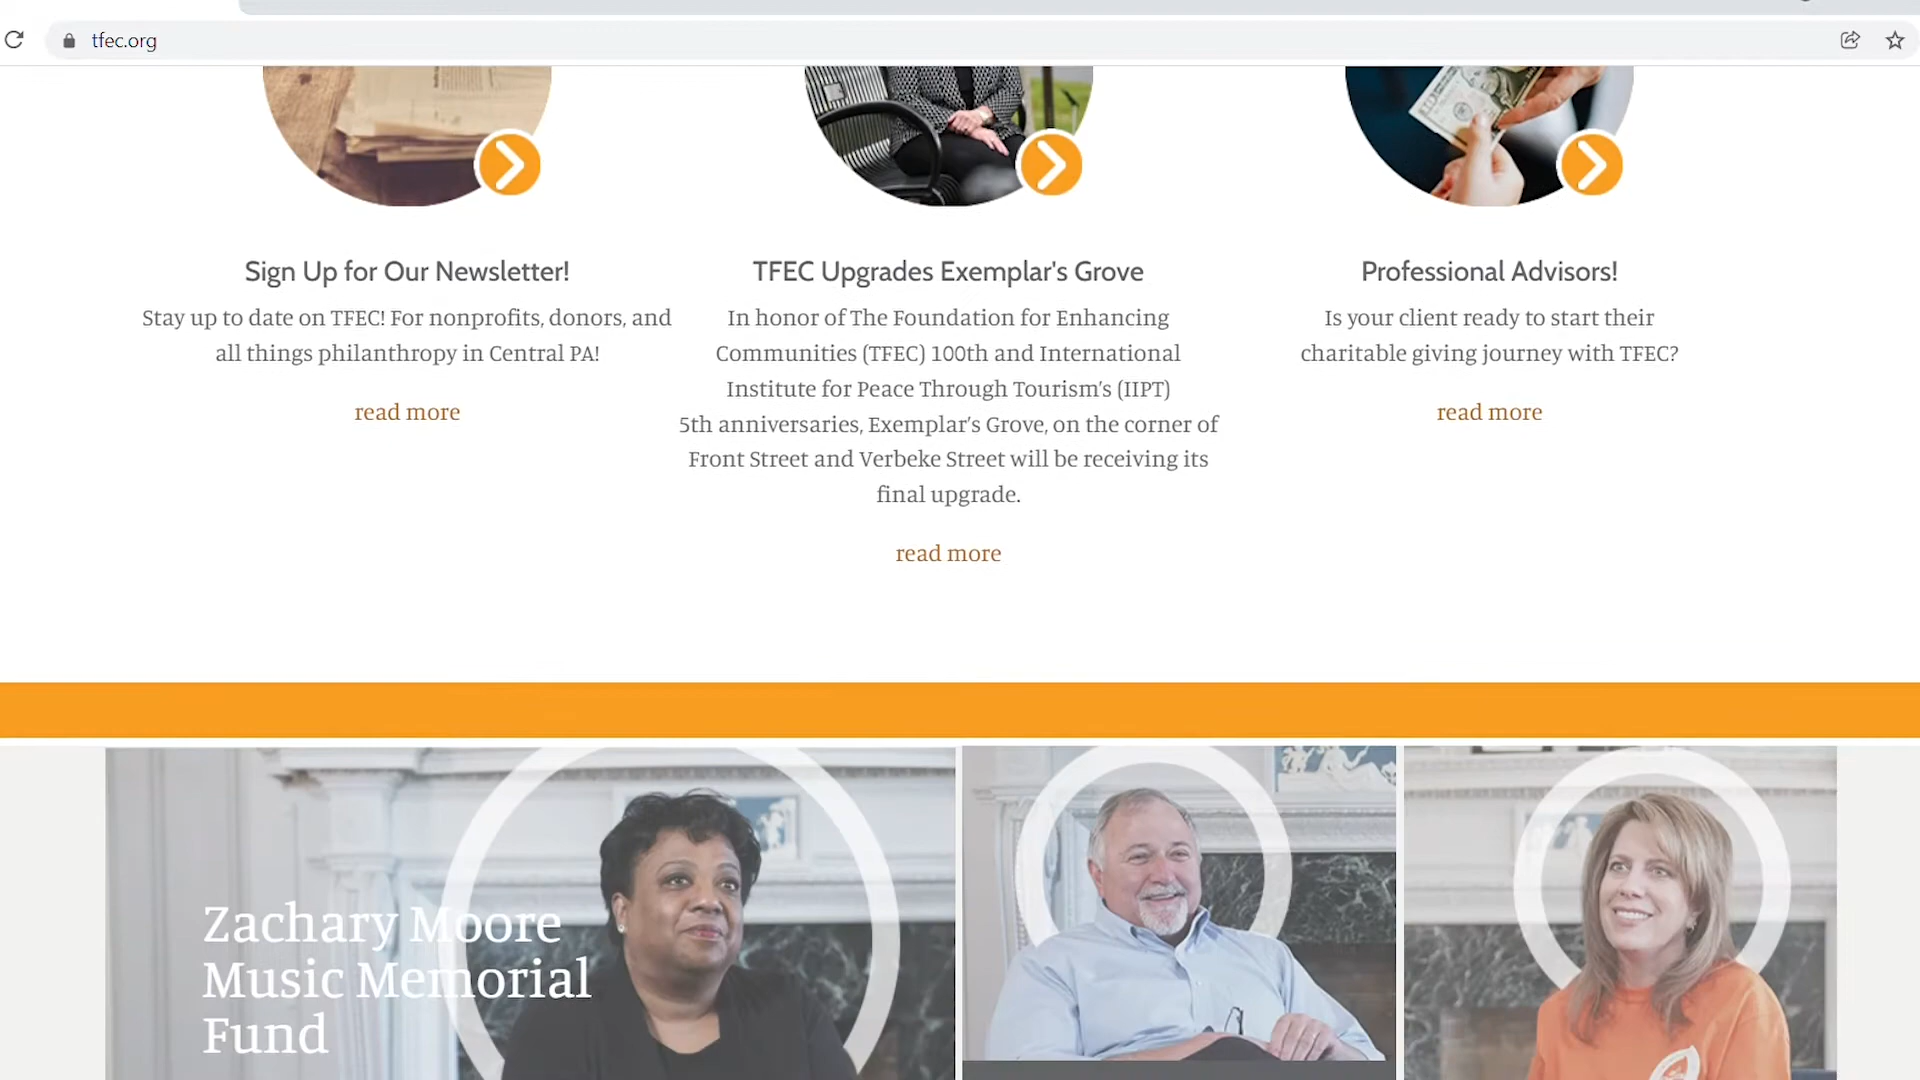 tfec.org
Sign Up for Our Newsletter!
Stay up to date on TFEC! For nonprofits, donors, and
all things philanthropy in Central PA!
read more
TFEC Upgrades Exemplar's Grove
In honor of The Foundation for Enhancing
Communities (TFEC) 100th and International
Institute for Peace Through Tourism’s (IIPT)
5th anniversaries, Exemplar’s Grove, on the corner of
Front Street and Verbeke Street will be receiving its
final upgrade.
read more
Professional Advisors!
Is your client ready to start their
charitable giving journey with TFEC?
read more
Zachary Moore
Music Memorial
Fund